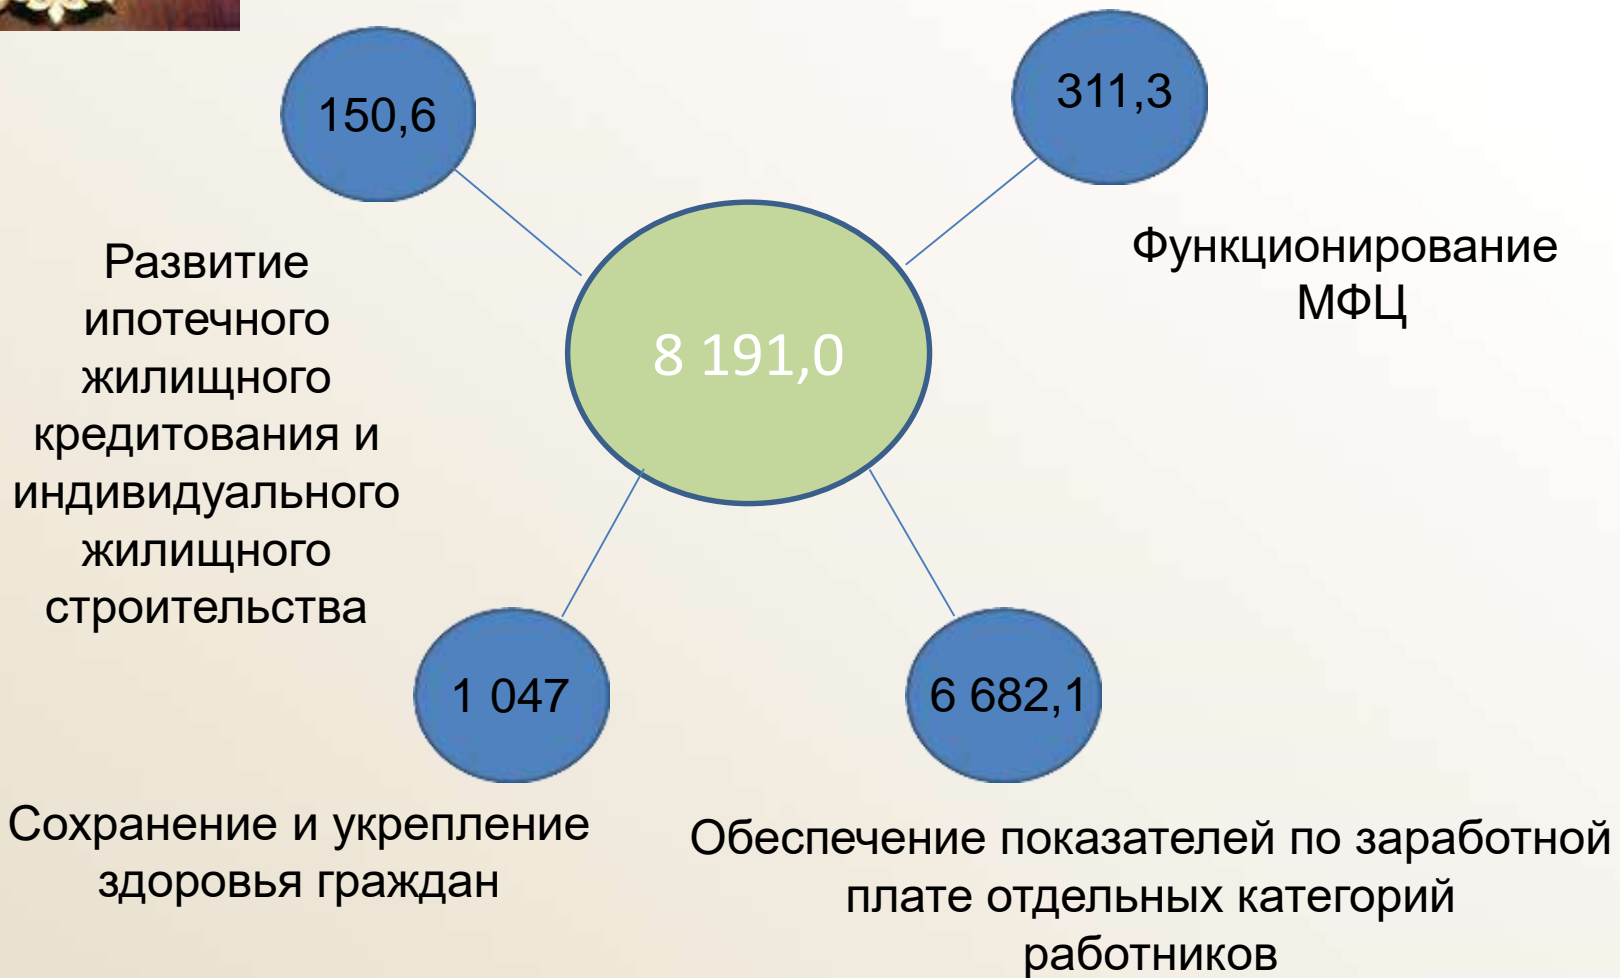 150,6
311,3
Развитие
ипотечного
жилищного
кредитования и
индивидуального
жилищного
строительства
Функционирование
МФЦ
8 191,0
1 047
6 682,1
Сохранение и укрепление
здоровья граждан
Обеспечение показателей по заработной
плате отдельных категорий
работников